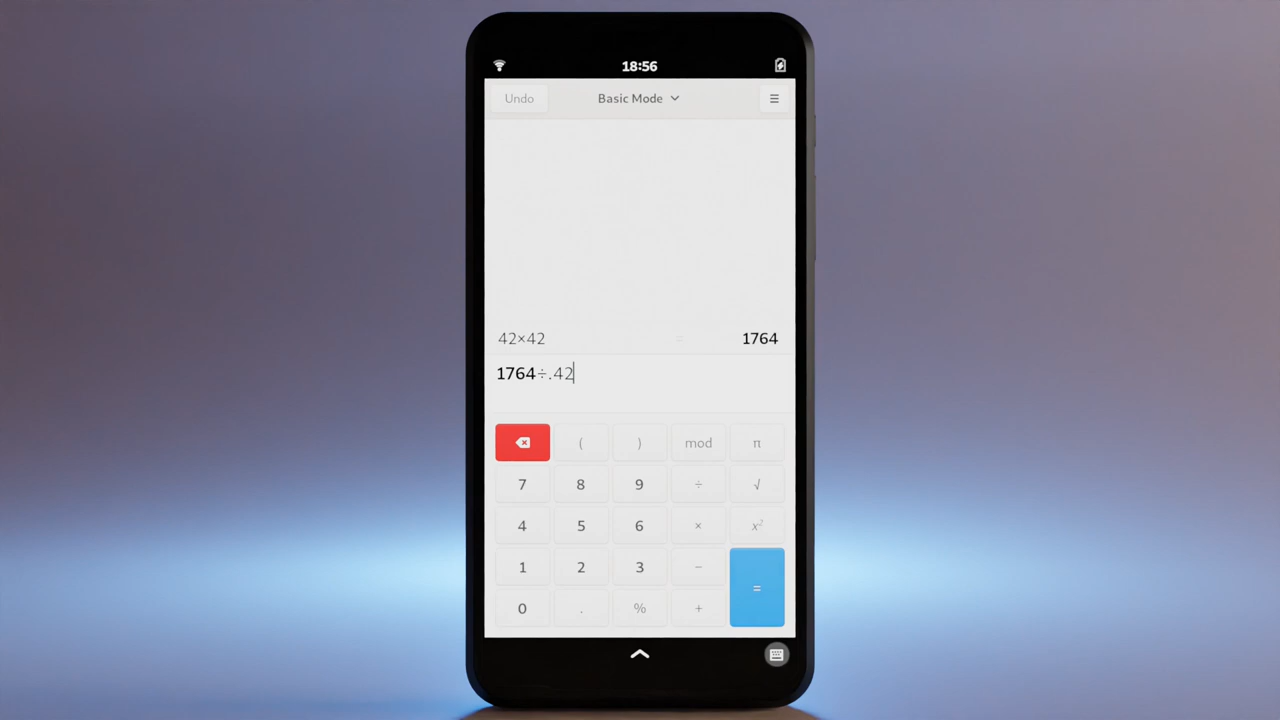 18:56
Undo Basic Mode
42×42 = 1764
1764÷.42
( ) mod π
7 8 9 ÷ √
4 5 6 × x²
1 2 3 −
=
0 . % +